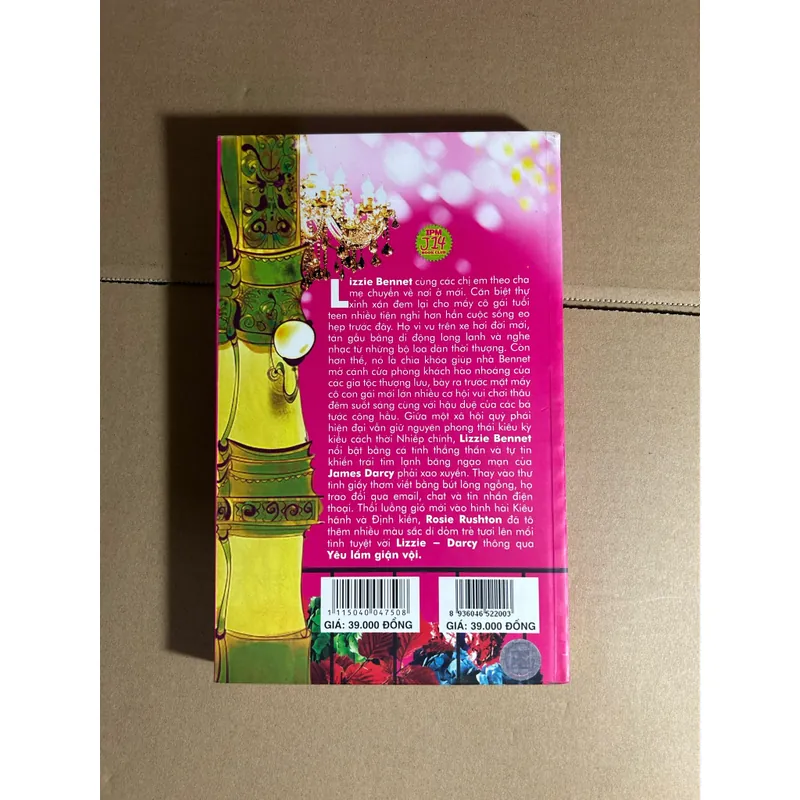 IPM
J14
BOOK CLUB
Lizzie Bennet cùng các chị em theo cha
mẹ chuyển về nơi ở mới. Căn biệt thự
xinh xắn đem lại cho mấy cô gái tuổi
teen nhiều tiện nghi hơn hẳn cuộc sống eo
hẹp trước đây. Họ vi vu trên xe hơi đời mới,
tán gẫu bằng di động long lanh và nghe
nhạc từ những bộ loa dàn thời thượng. Còn
hơn thế, nó là chìa khóa giúp nhà Bennet
mở cánh cửa phòng khách hào nhoáng của
các gia tộc thượng lưu, bày ra trước mặt mấy
cô con gái mới lớn nhiều cơ hội vui chơi thâu
đêm suốt sáng cùng với hậu duệ của các bá
tước công hầu. Giữa một xã hội quý phái
hiện đại vẫn giữ nguyên phong thái kiêu kỳ
kiểu cách thời Nhiếp chính, Lizzie Bennet
nổi bật bằng cá tính thẳng thắn và tự tin
khiến trái tim lạnh băng ngạo mạn của
James Darcy phải xao xuyến. Thay vào thư
tình giấy thơm viết bằng bút lông ngỗng, họ
trao đổi qua email, chat và tin nhắn điện
thoại. Thổi luồng gió mới vào hình hài Kiêu
hãnh và Định kiến, Rosie Rushton đã tô
thêm nhiều màu sắc dí dỏm trẻ tươi lên mối
tình tuyệt vời Lizzie – Darcy thông qua
Yêu lắm giận vội.
1 115040 047508
GIÁ: 39.000 ĐỒNG
8 936046 522003
GIÁ: 39.000 ĐỒNG